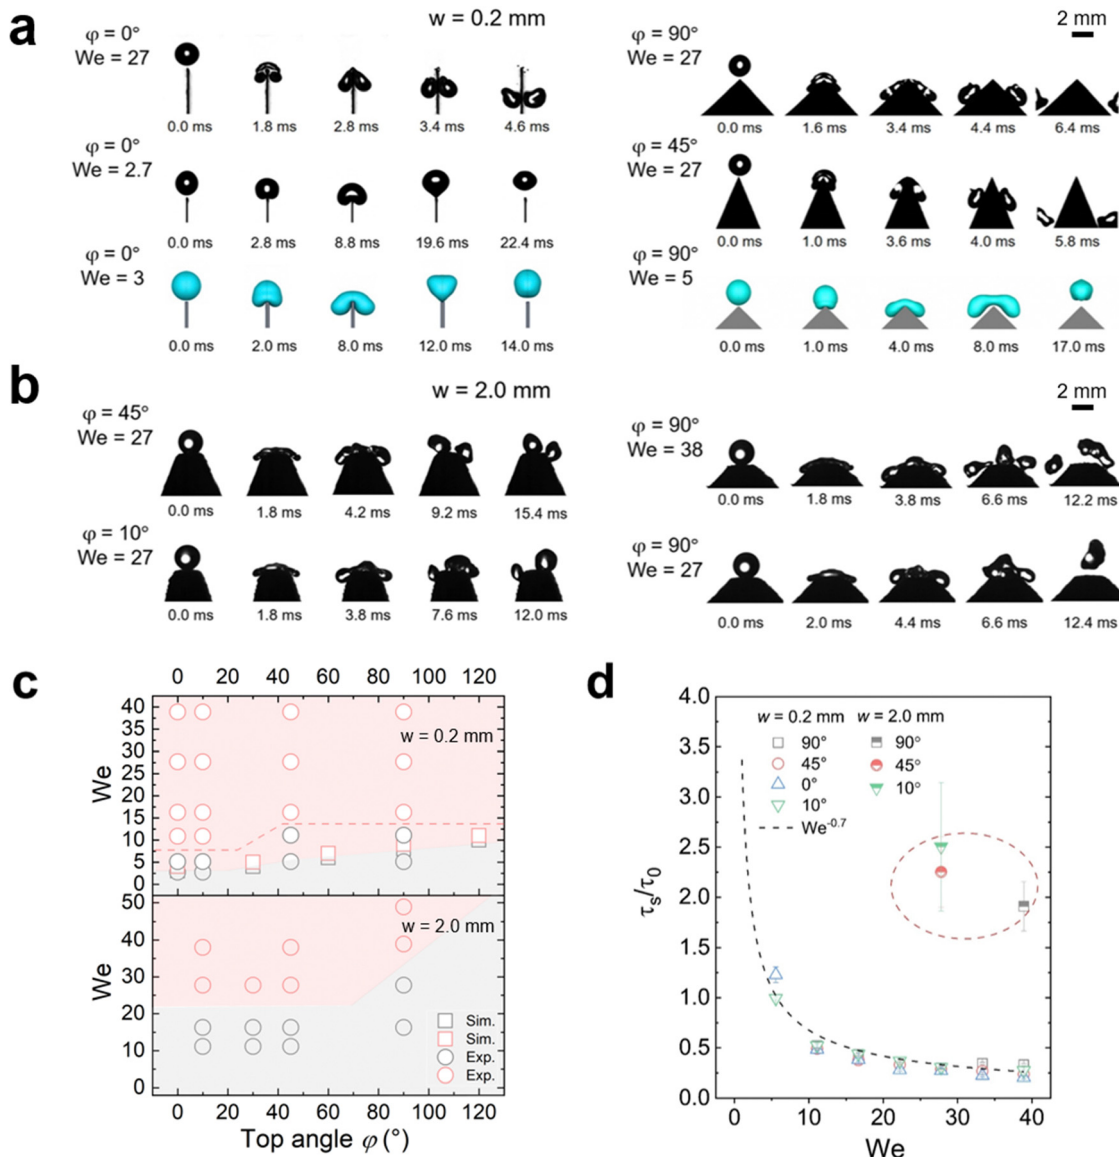 a
w = 0.2 mm
2 mm
φ = 0°
We = 27
0.0 ms 1.8 ms 2.8 ms 3.4 ms 4.6 ms
φ = 0°
We = 2.7
0.0 ms 2.8 ms 8.8 ms 19.6 ms 22.4 ms
φ = 0°
We = 3
0.0 ms 2.0 ms 8.0 ms 12.0 ms 14.0 ms
φ = 90°
We = 27
0.0 ms 1.6 ms 3.4 ms 4.4 ms 6.4 ms
φ = 45°
We = 27
0.0 ms 1.0 ms 3.6 ms 4.0 ms 5.8 ms
φ = 90°
We = 5
0.0 ms 1.0 ms 4.0 ms 8.0 ms 17.0 ms
b
w = 2.0 mm
2 mm
φ = 45°
We = 27
0.0 ms 1.8 ms 4.2 ms 9.2 ms 15.4 ms
φ = 10°
We = 27
0.0 ms 1.8 ms 3.8 ms 7.6 ms 12.0 ms
φ = 90°
We = 38
0.0 ms 1.8 ms 3.8 ms 6.6 ms 12.2 ms
φ = 90°
We = 27
0.0 ms 2.0 ms 4.4 ms 6.6 ms 12.4 ms
c
0 20 40 60 80 100 120
40
35
30
25
20
15
10
5
0
We
w = 0.2 mm
50
40
30
20
10
0
We
w = 2.0 mm
Sim.
Sim.
Exp.
Exp.
0 20 40 60 80 100 120
Top angle φ (°)
d
4.0
3.5
3.0
2.5
2.0
1.5
1.0
0.5
0.0
τs/τ0
w = 0.2 mm w = 2.0 mm
90° 90°
45° 45°
0° 10°
10°
We⁻⁰·⁷
0 10 20 30 40
We